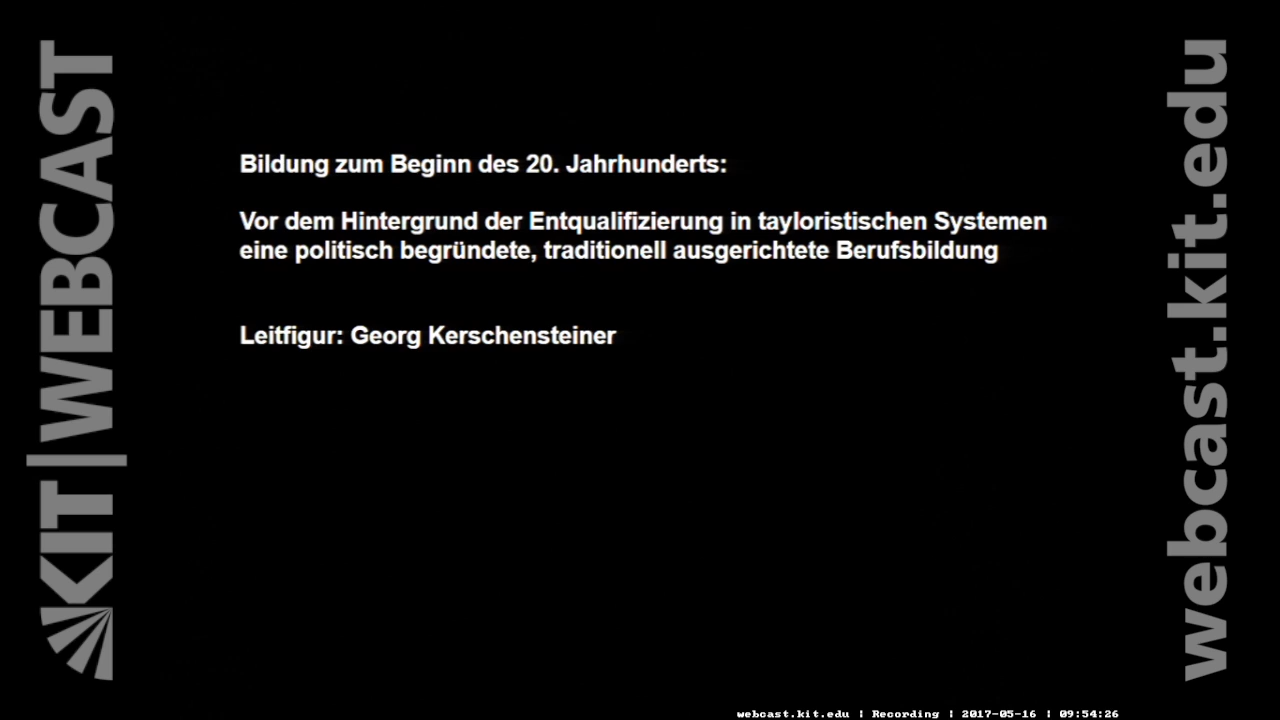 KIT|WEBCAST
Bildung zum Beginn des 20. Jahrhunderts:
Vor dem Hintergrund der Entqualifizierung in tayloristischen Systemen
eine politisch begründete, traditionell ausgerichtete Berufsbildung
Leitfigur: Georg Kerschensteiner
webcast.kit.edu
webcast.kit.edu | Recording | 2017-05-16 | 09:54:26